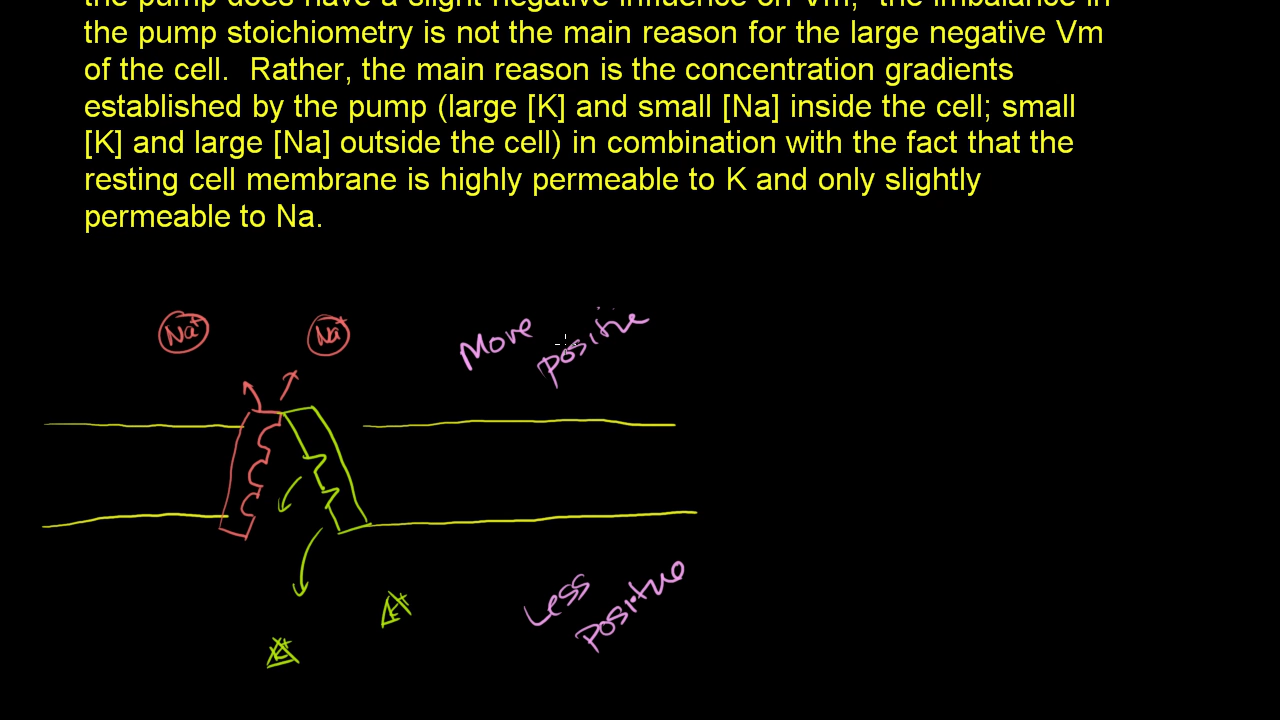 the pump does have a slight negative influence on Vm, the imbalance in
the pump stoichiometry is not the main reason for the large negative Vm
of the cell.  Rather, the main reason is the concentration gradients
established by the pump (large [K] and small [Na] inside the cell; small
[K] and large [Na] outside the cell) in combination with the fact that the
resting cell membrane is highly permeable to K and only slightly
permeable to Na.
Na+
Na+
More
positive
K+
K+
Less
positive